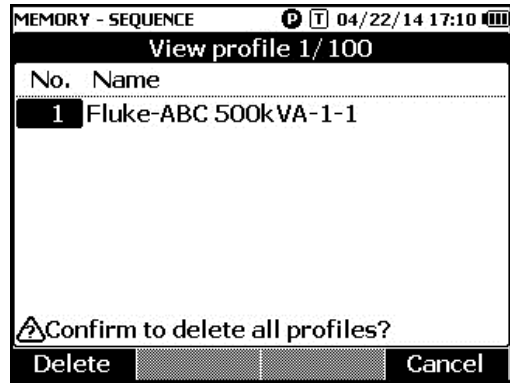 MEMORY - SEQUENCE P T 04/22/14 17:10
View profile 1/100
No. Name
1 Fluke-ABC 500kVA-1-1
Confirm to delete all profiles?
Delete Cancel